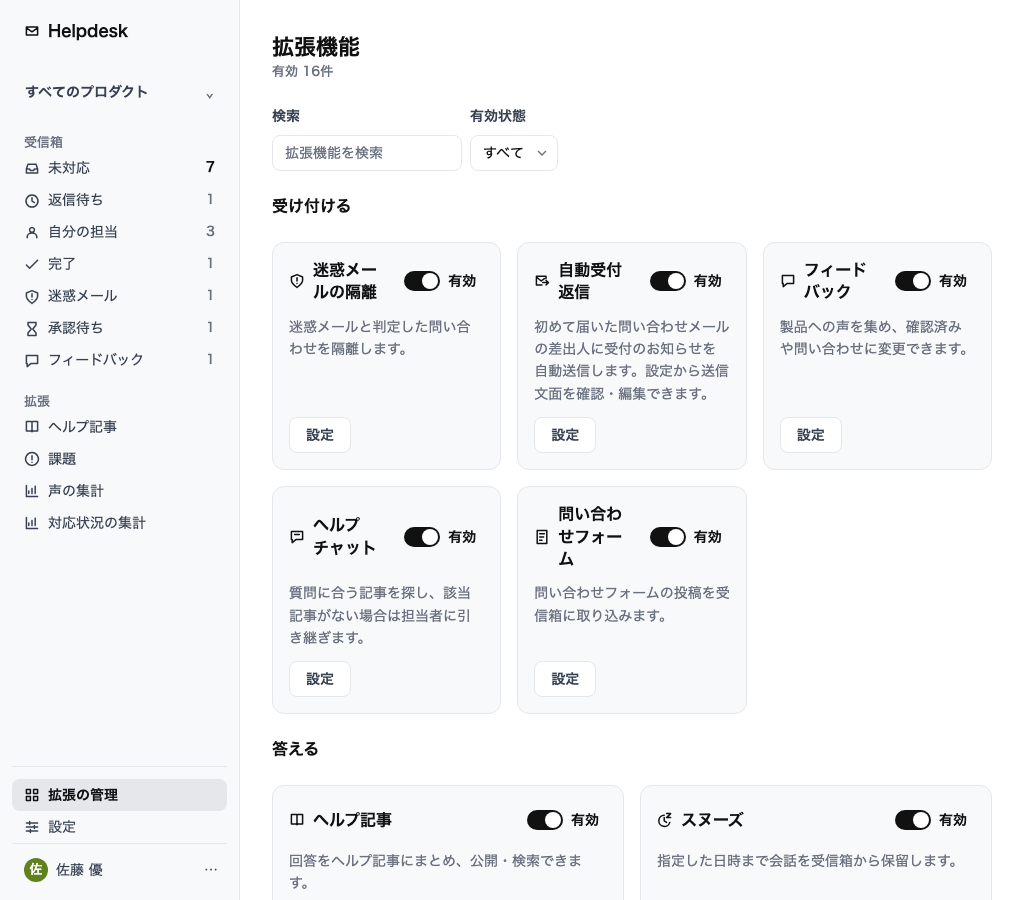 Helpdesk
すべてのプロダクト
受信箱
未対応 7
返信待ち 1
自分の担当 3
完了 1
迷惑メール 1
承認待ち 1
フィードバック 1
拡張
ヘルプ記事
課題
声の集計
対応状況の集計
拡張の管理
設定
佐 佐藤 優 …
拡張機能
有効 16件
検索
有効状態
拡張機能を検索
すべて
受け付ける
迷惑メー
ルの隔離
有効
迷惑メールと判定した問い合
わせを隔離します。
設定
自動受付
返信
有効
初めて届いた問い合わせメール
の差出人に受付のお知らせを
自動送信します。設定から送信
文面を確認・編集できます。
設定
フィード
バック
有効
製品への声を集め、確認済み
や問い合わせに変更できます。
設定
ヘルプ
チャット
有効
質問に合う記事を探し、該当
記事がない場合は担当者に引
き継ぎます。
設定
問い合わ
せフォー
ム
有効
問い合わせフォームの投稿を受
信箱に取り込みます。
設定
答える
ヘルプ記事
有効
回答をヘルプ記事にまとめ、公開・検索できま
す。
スヌーズ
有効
指定した日時まで会話を受信箱から保留します。